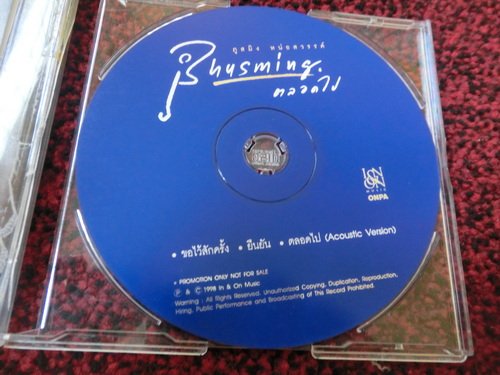 ภูสมิง หน่อสวรรค์
Bhusming.
ตลอดไป
I&N
MUSIC
ONPA
• ขอไว้สักครั้ง • ยืนยัน • ตลอดไป (Acoustic Version)
• PROMOTION ONLY NOT FOR SALE
Ⓟ & © 1998 In & On Music
Warning : All Rights Reserved. Unauthorized Copying, Duplication, Reproduction,
Hiring, Public Performance and Broadcasting of this Record Prohibited.